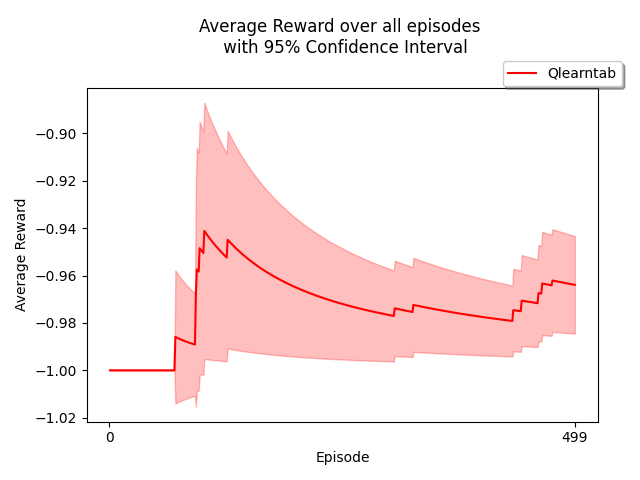 Average Reward over all episodes
with 95% Confidence Interval
Qlearntab
−0.90
−0.92
−0.94
−0.96
−0.98
−1.00
−1.02
Average Reward
0
499
Episode